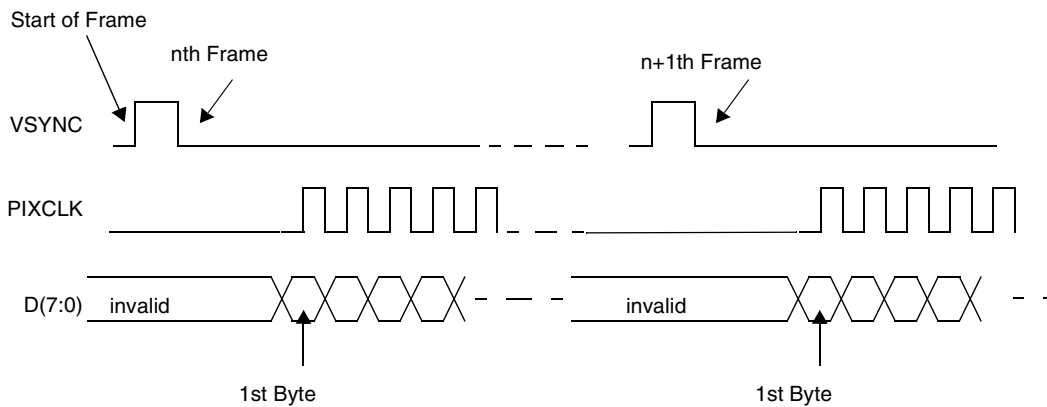 Start of Frame
nth Frame
n+1th Frame
VSYNC
PIXCLK
D(7:0)
invalid
invalid
1st Byte
1st Byte